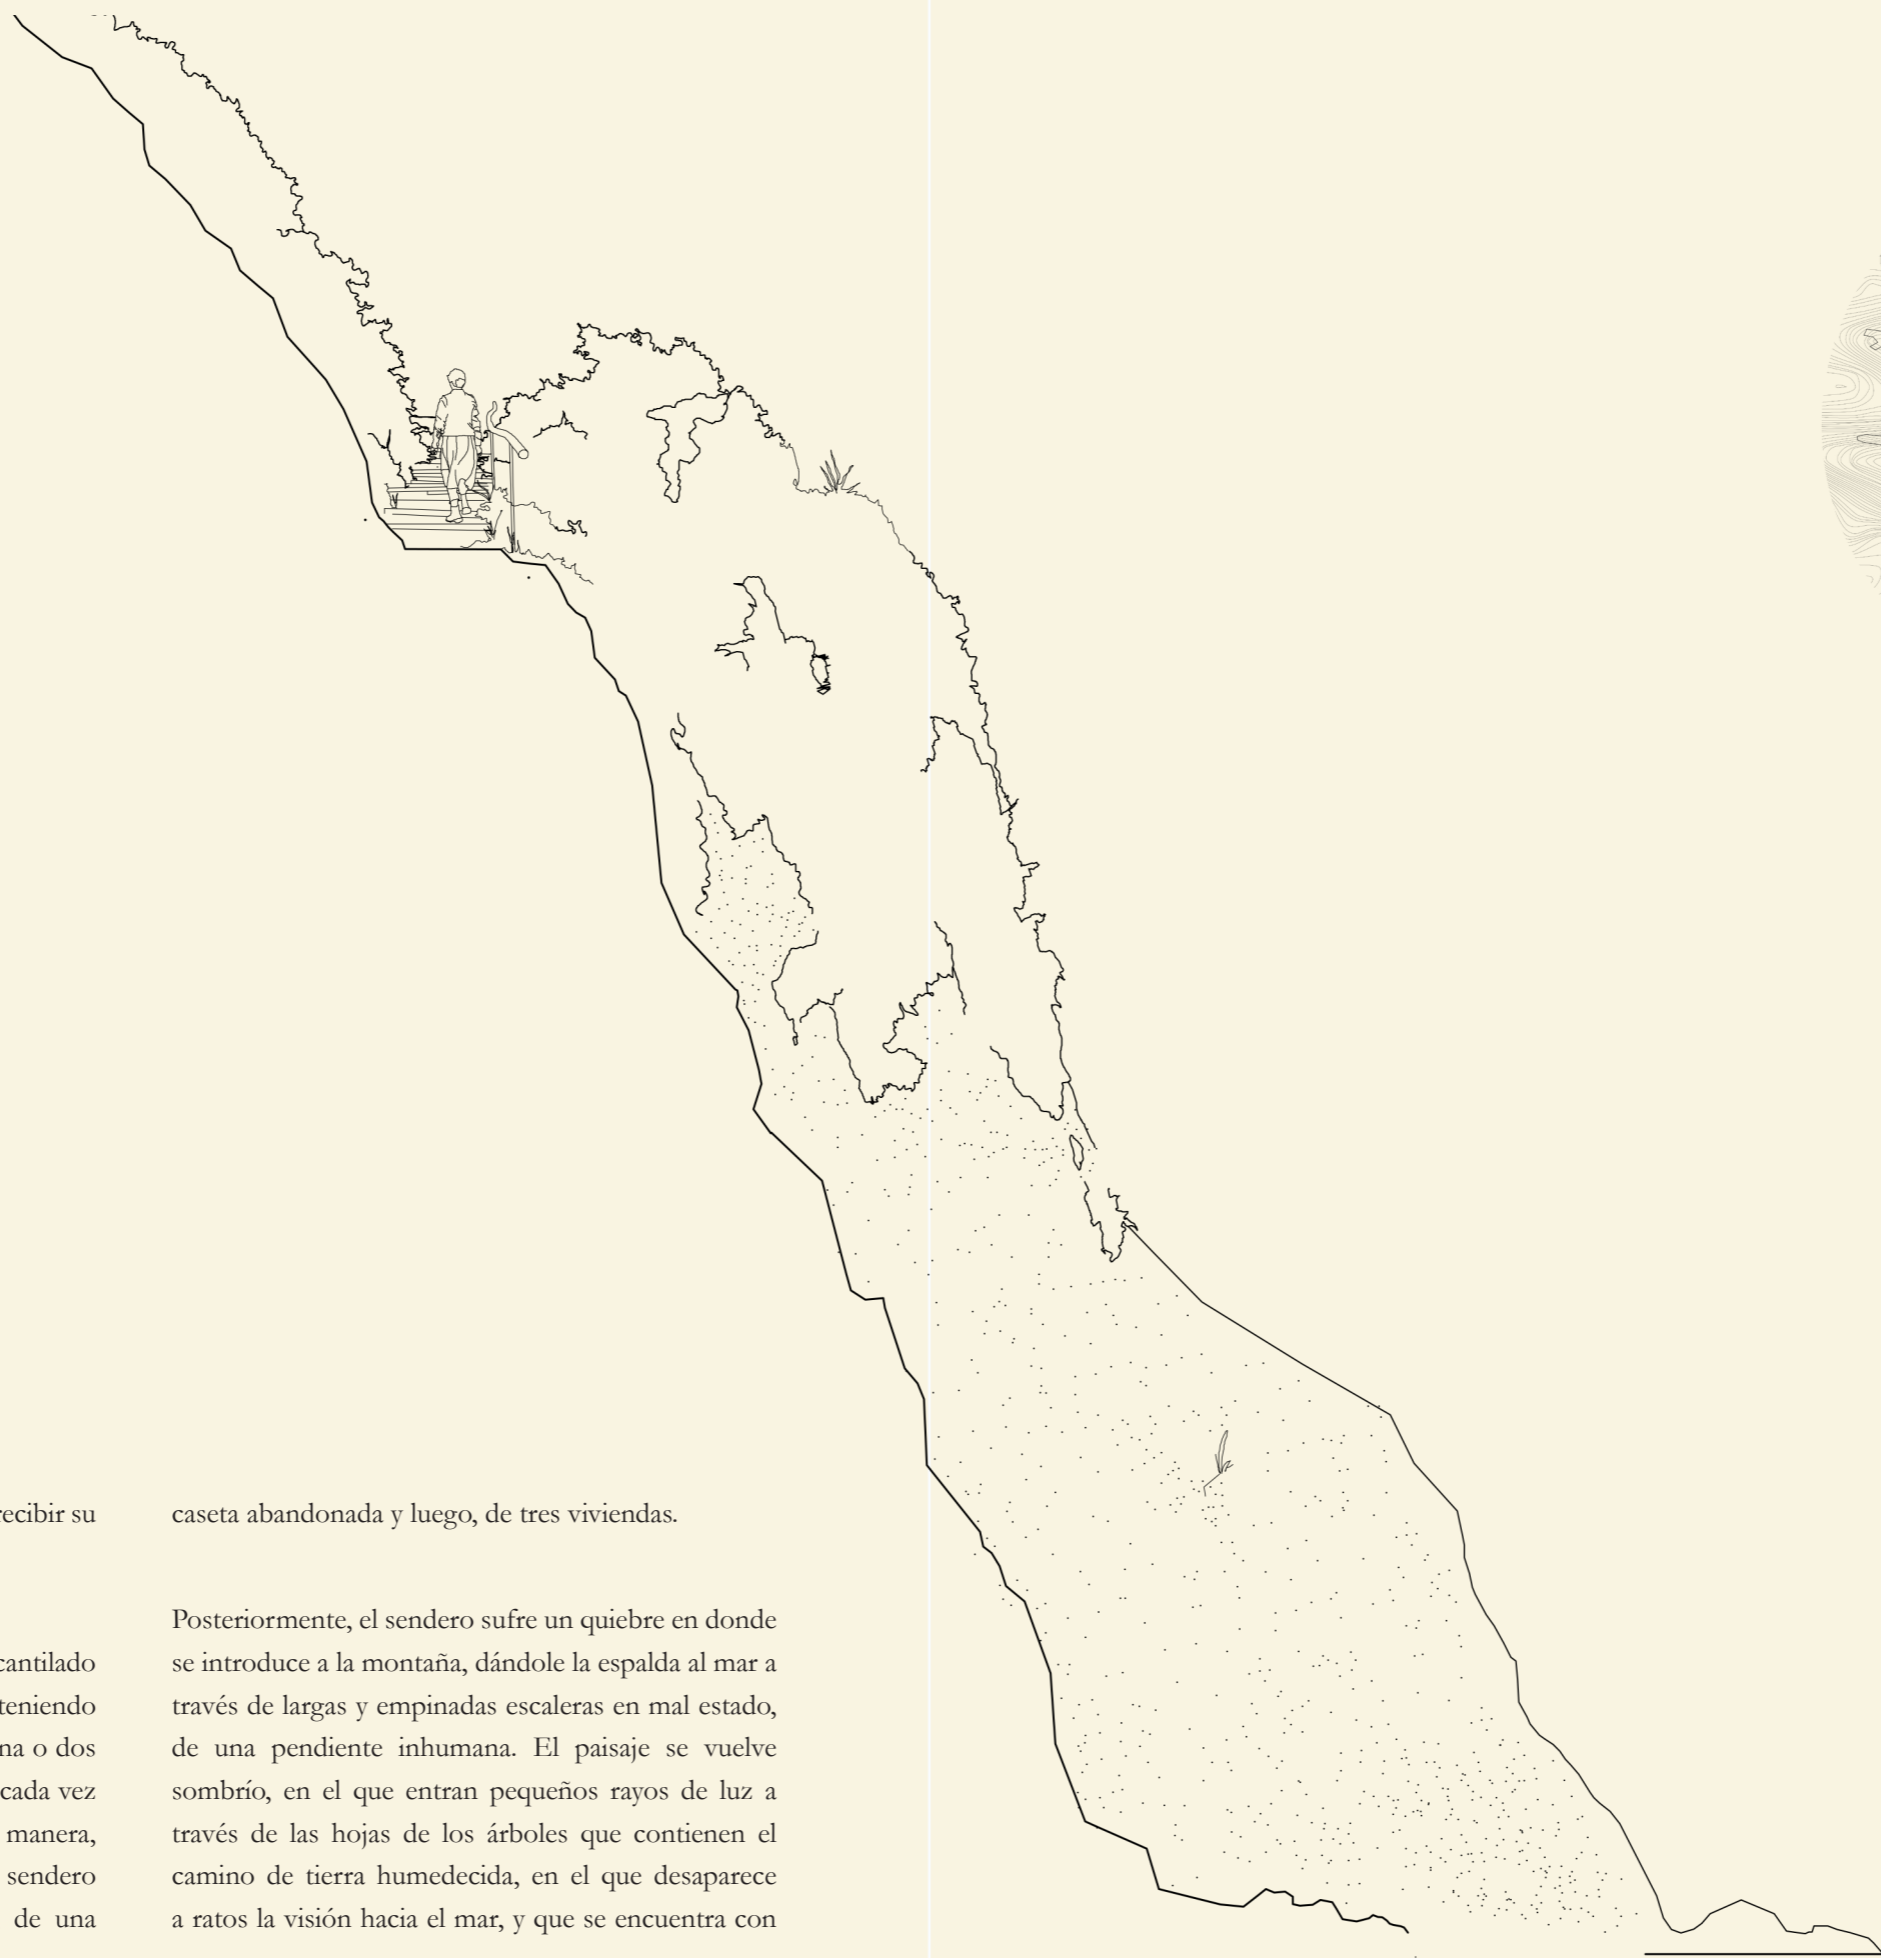 recibir su
cantilado
teniendo
na o dos
cada vez
manera,
sendero
de una
caseta abandonada y luego, de tres viviendas.
Posteriormente, el sendero sufre un quiebre en donde
se introduce a la montaña, dándole la espalda al mar a
través de largas y empinadas escaleras en mal estado,
de una pendiente inhumana. El paisaje se vuelve
sombrío, en el que entran pequeños rayos de luz a
través de las hojas de los árboles que contienen el
camino de tierra humedecida, en el que desaparece
a ratos la visión hacia el mar, y que se encuentra con